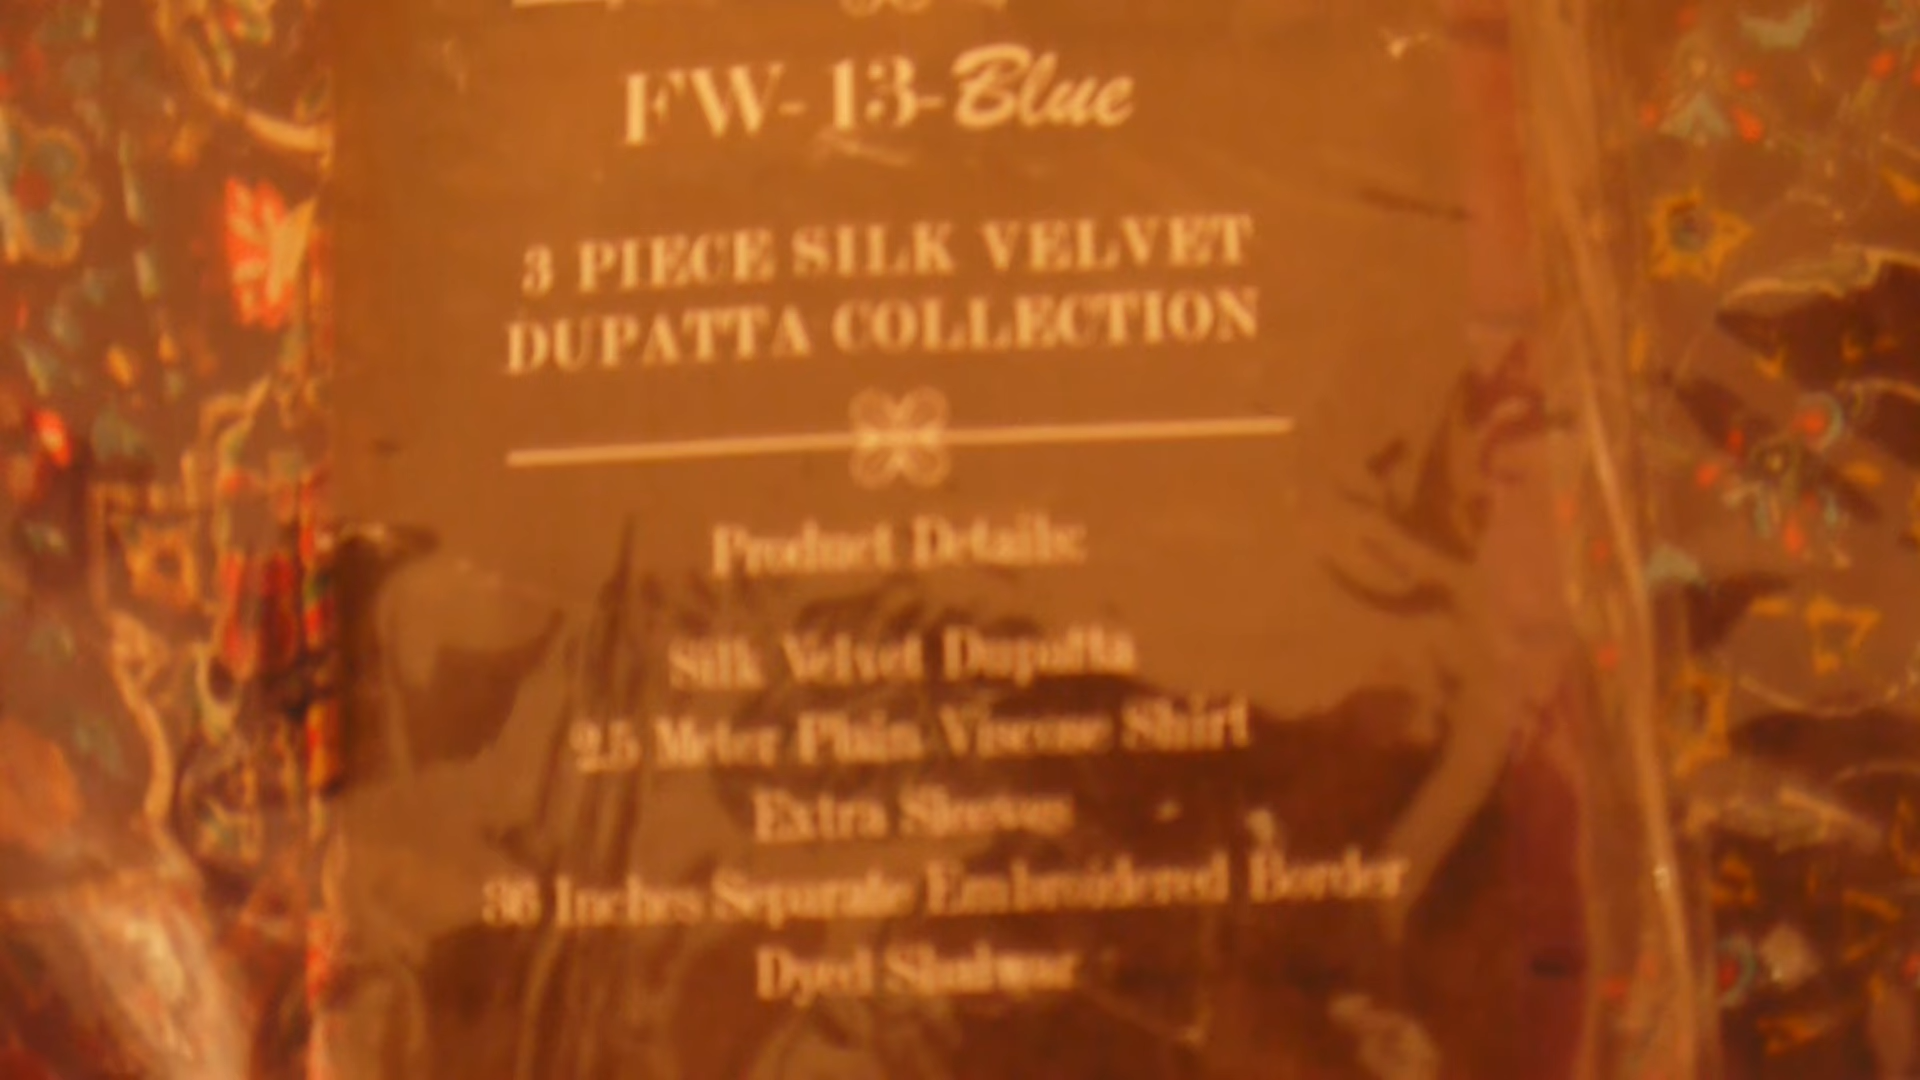 FW-13-Blue
3 PIECE SILK VELVET
DUPATTA COLLECTION
Product Details:
Silk Velvet Dupatta
2.5 Meter Plain Viscose Shirt
Extra Sleeves
36 Inches Separate Embroidered Border
Dyed Shalwar